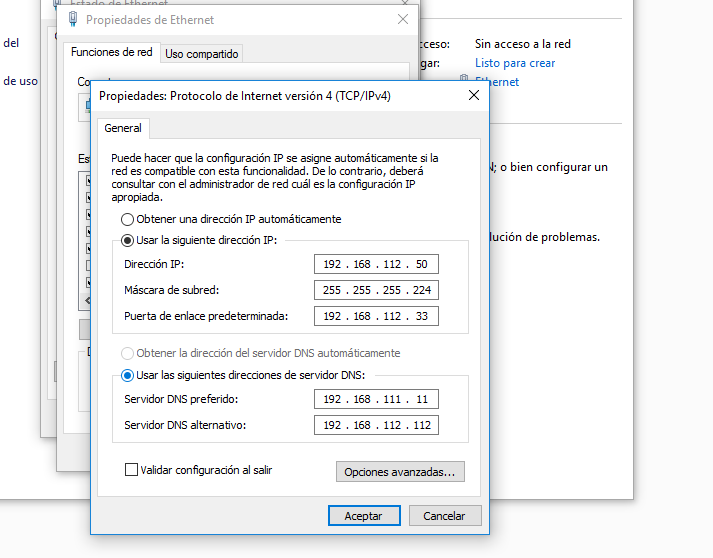 Estado de Ethernet
Propiedades de Ethernet
Funciones de red
Uso compartido
del
de uso
Sin acceso a la red
Listo para crear
Ethernet
o bien configurar un
solución de problemas.
Propiedades: Protocolo de Internet versión 4 (TCP/IPv4)
General
Puede hacer que la configuración IP se asigne automáticamente si la
red es compatible con esta funcionalidad. De lo contrario, deberá
consultar con el administrador de red cuál es la configuración IP
apropiada.
Obtener una dirección IP automáticamente
Usar la siguiente dirección IP:
Dirección IP: 192 . 168 . 112 . 50
Máscara de subred: 255 . 255 . 255 . 224
Puerta de enlace predeterminada: 192 . 168 . 112 . 33
Obtener la dirección del servidor DNS automáticamente
Usar las siguientes direcciones de servidor DNS:
Servidor DNS preferido: 192 . 168 . 111 . 11
Servidor DNS alternativo: 192 . 168 . 112 . 112
Validar configuración al salir
Opciones avanzadas...
Aceptar
Cancelar